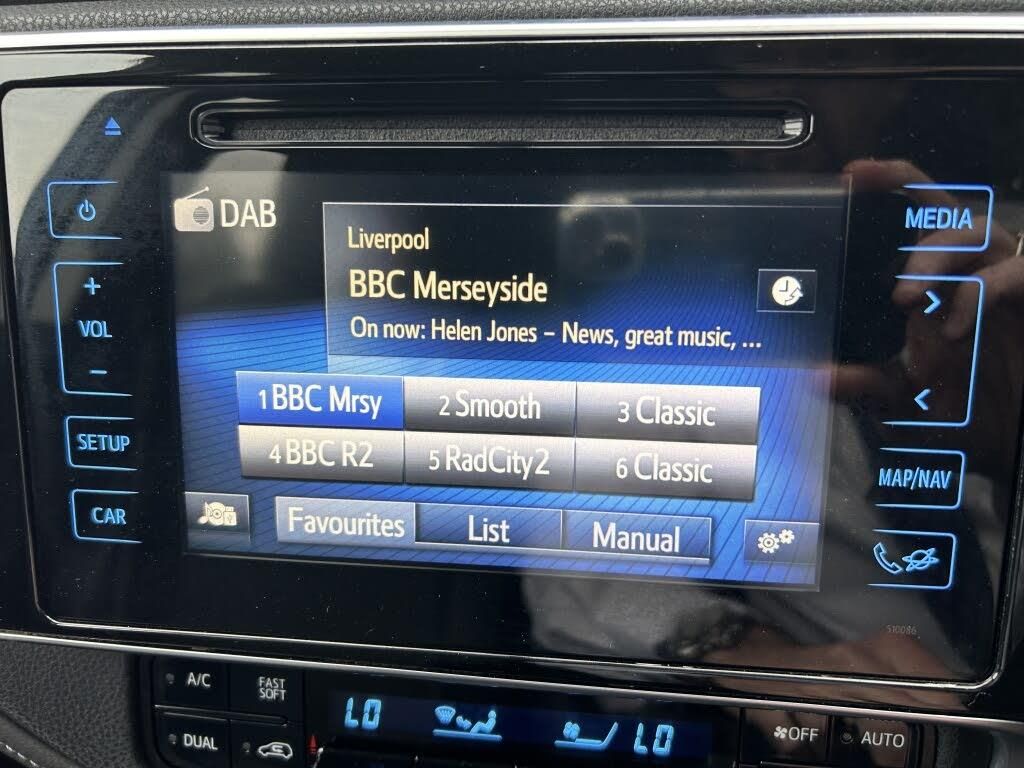 DAB
Liverpool
BBC Merseyside
On now: Helen Jones – News, great music, ...
1 BBC Mrsy
2 Smooth
3 Classic
4 BBC R2
5 RadCity2
6 Classic
Favourites
List
Manual
+
VOL
−
SETUP
CAR
MEDIA
>
<
MAP/NAV
510086
A/C
FAST
SOFT
LO
LO
DUAL
OFF
AUTO